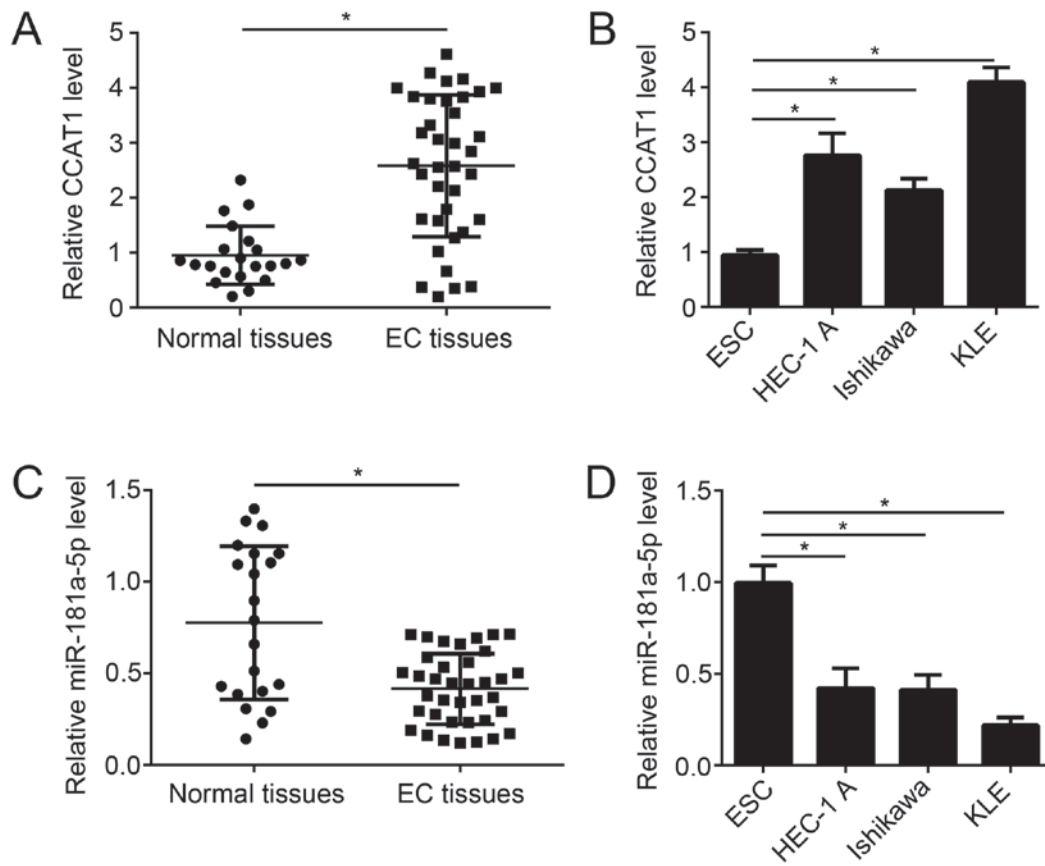 A
Relative CCAT1 level
5
4
3
2
1
0
*
Normal tissues
EC tissues
B
Relative CCAT1 level
5
4
3
2
1
0
*
*
*
ESC
HEC-1 A
Ishikawa
KLE
C
Relative miR-181a-5p level
1.5
1.0
0.5
0.0
*
Normal tissues
EC tissues
D
Relative miR-181a-5p level
1.5
1.0
0.5
0.0
*
*
*
ESC
HEC-1 A
Ishikawa
KLE